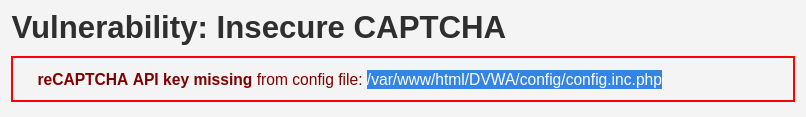 Vulnerability: Insecure CAPTCHA
reCAPTCHA API key missing from config file: /var/www/html/DVWA/config/config.inc.php